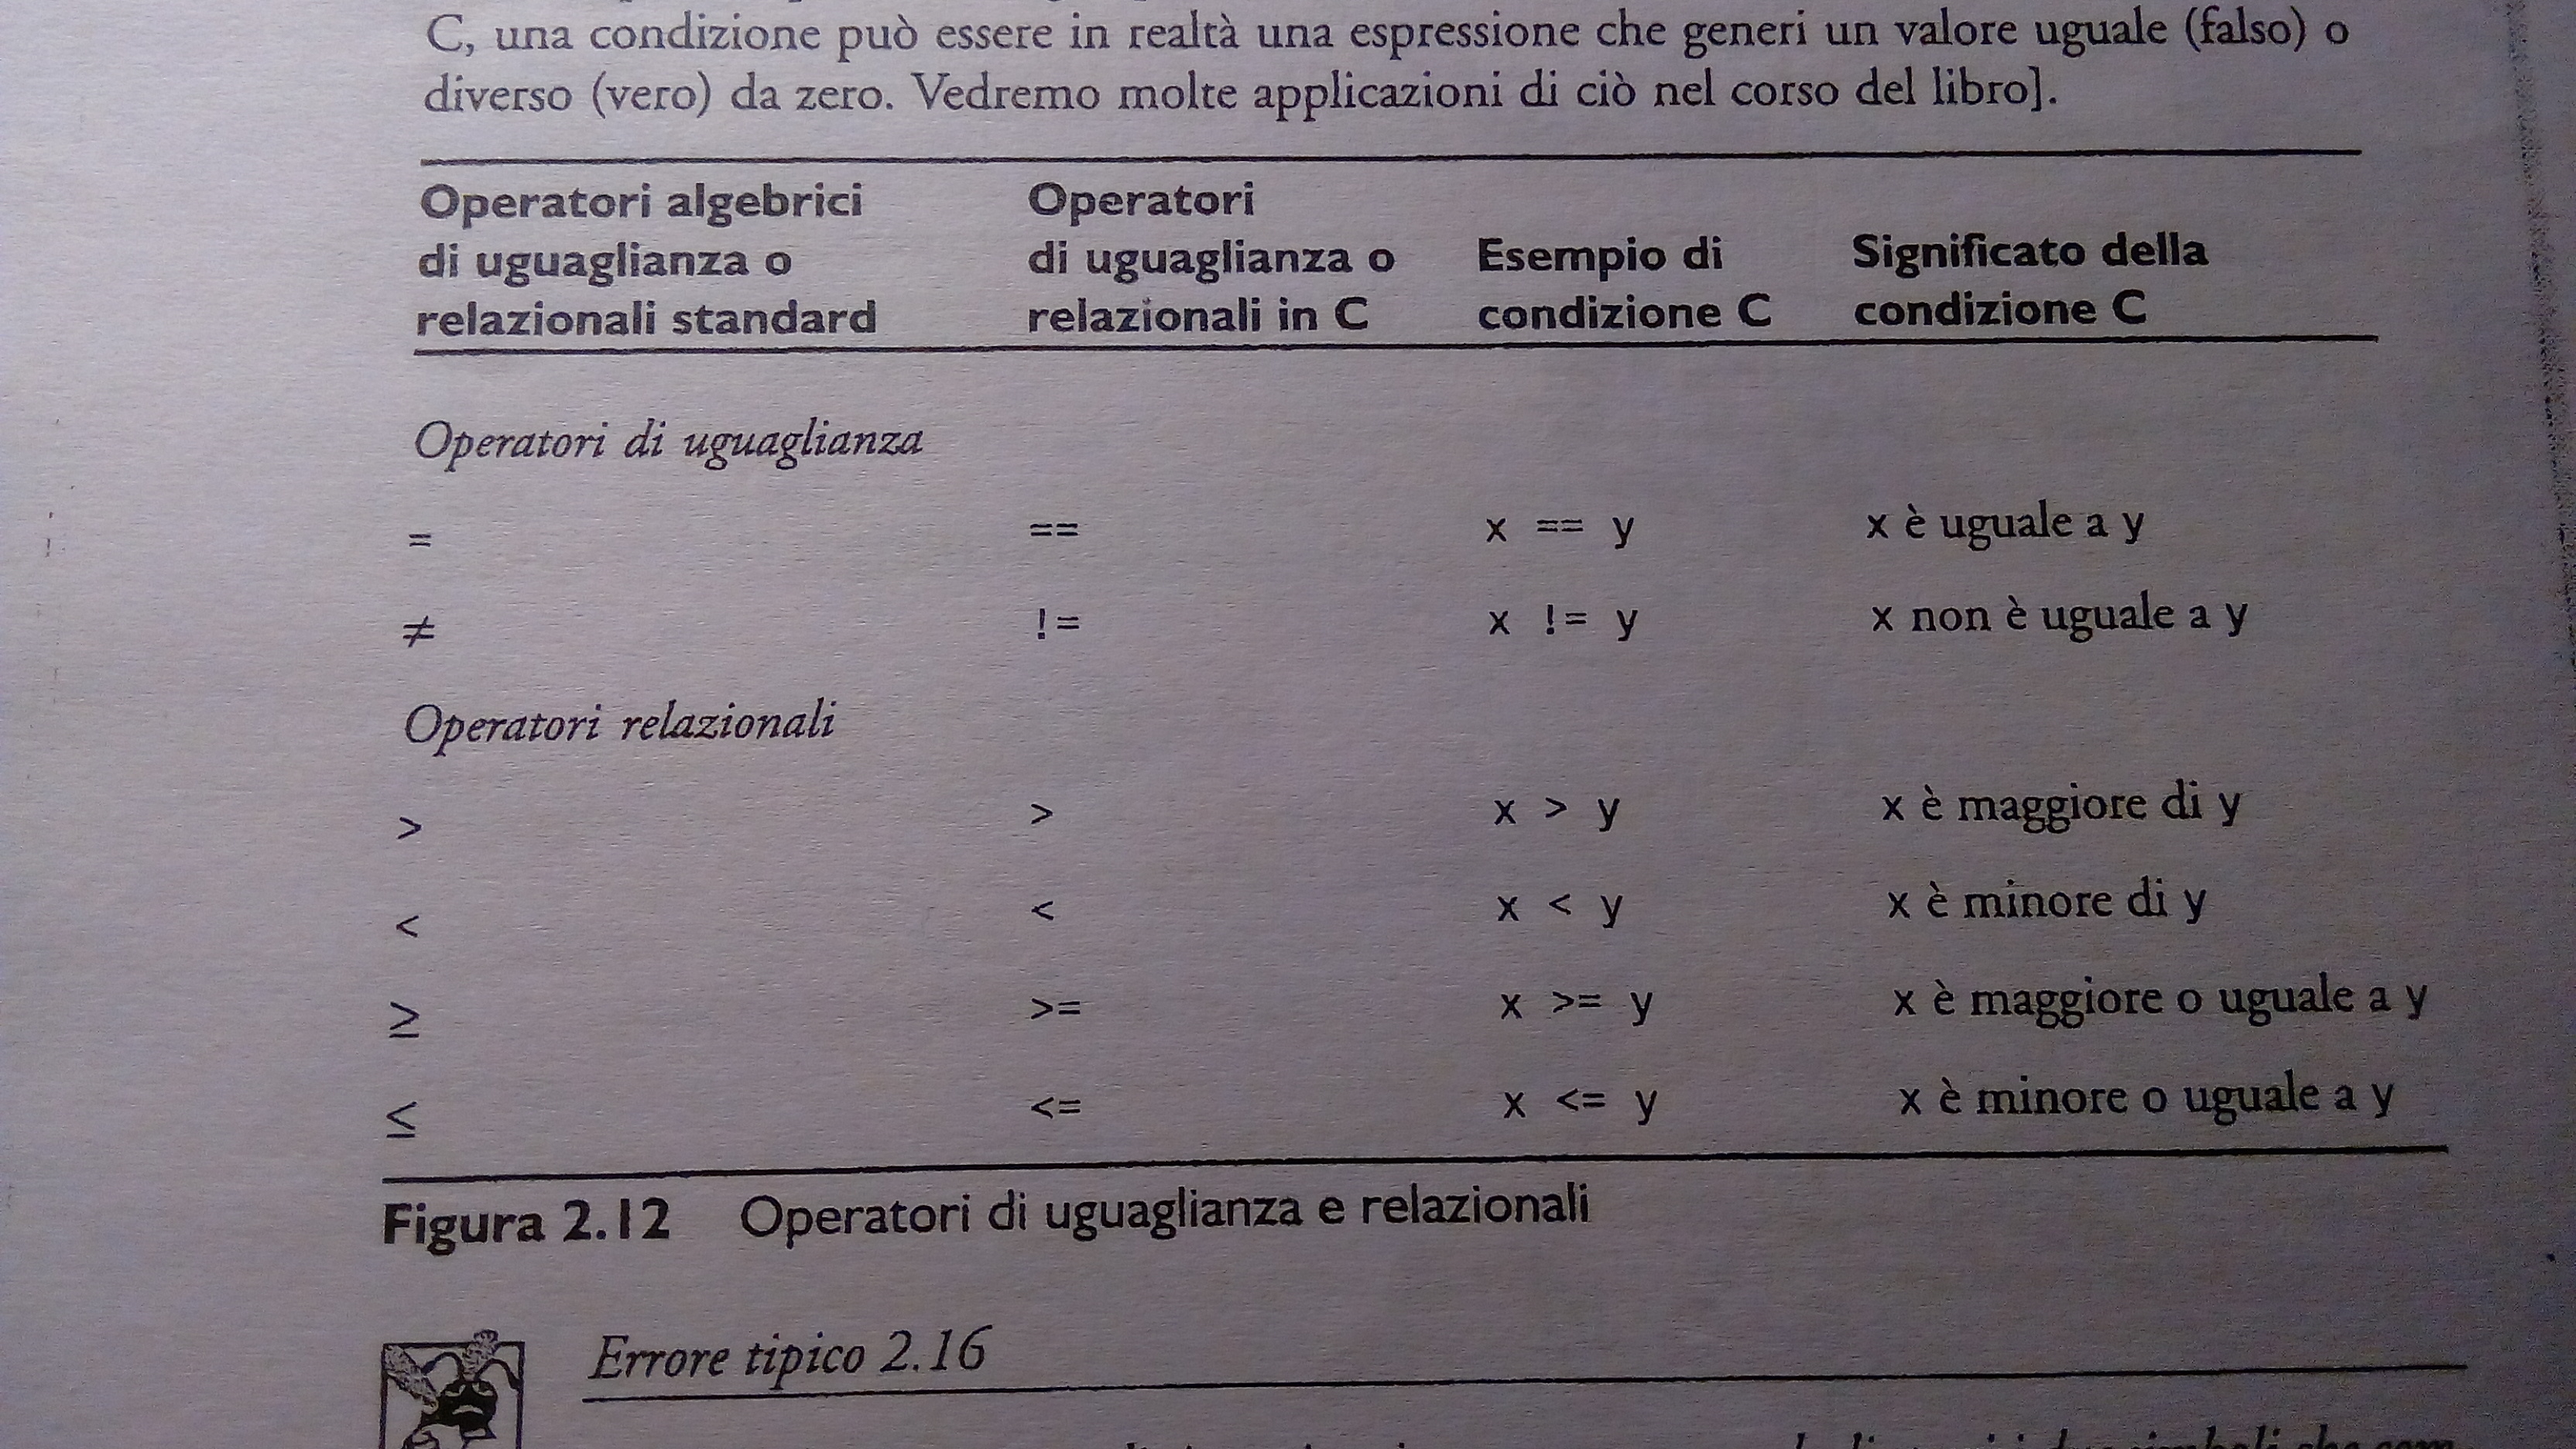 C, una condizione può essere in realtà una espressione che generi un valore uguale (falso) o
diverso (vero) da zero. Vedremo molte applicazioni di ciò nel corso del libro].
Operatori algebrici di uguaglianza o relazionali standard
Operatori di uguaglianza o relazionali in C
Esempio di condizione C
Significato della condizione C
Operatori di uguaglianza
= == x == y x è uguale a y
≠ != x != y x non è uguale a y
Operatori relazionali
> > x > y x è maggiore di y
< < x < y x è minore di y
≥ >= x >= y x è maggiore o uguale a y
≤ <= x <= y x è minore o uguale a y
Figura 2.12 Operatori di uguaglianza e relazionali
Errore tipico 2.16